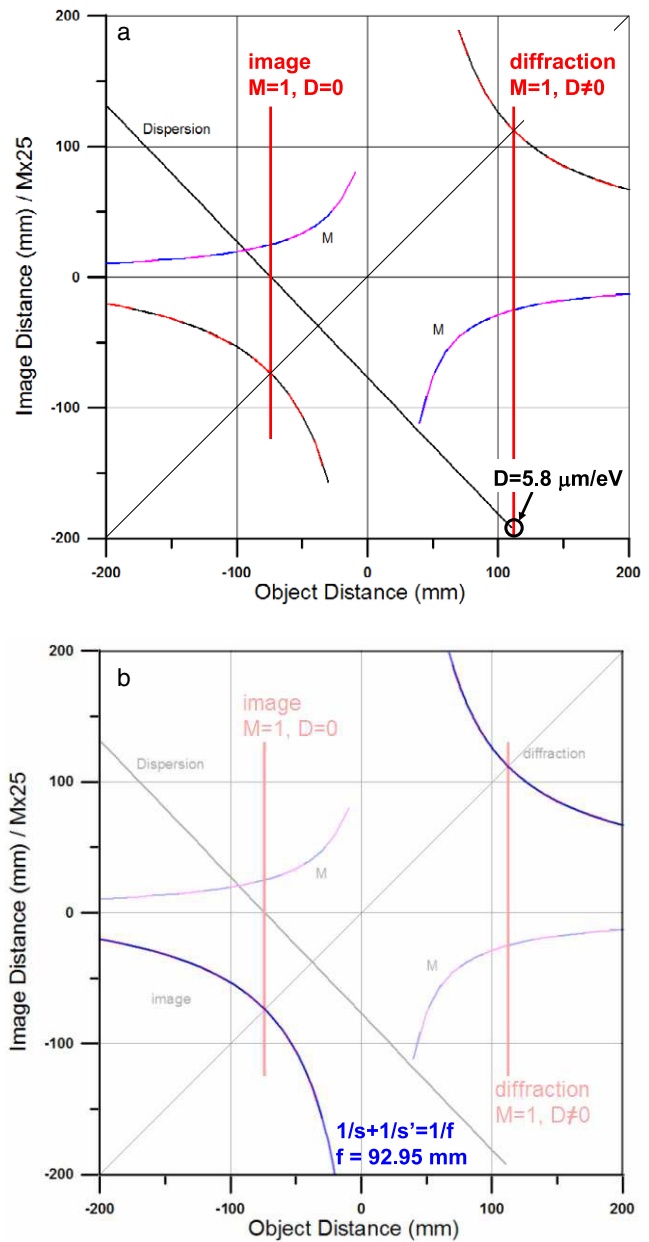 a
200
100
0
-100
-200
Image Distance (mm) / Mx25
image
M=1, D=0
diffraction
M=1, D≠0
Dispersion
M
M
D=5.8 μm/eV
-200
-100
0
100
200
Object Distance (mm)
b
200
100
0
-100
-200
Image Distance (mm) / Mx25
image
M=1, D=0
Dispersion
diffraction
M
M
image
diffraction
M=1, D≠0
1/s+1/s'=1/f
f = 92.95 mm
-200
-100
0
100
200
Object Distance (mm)